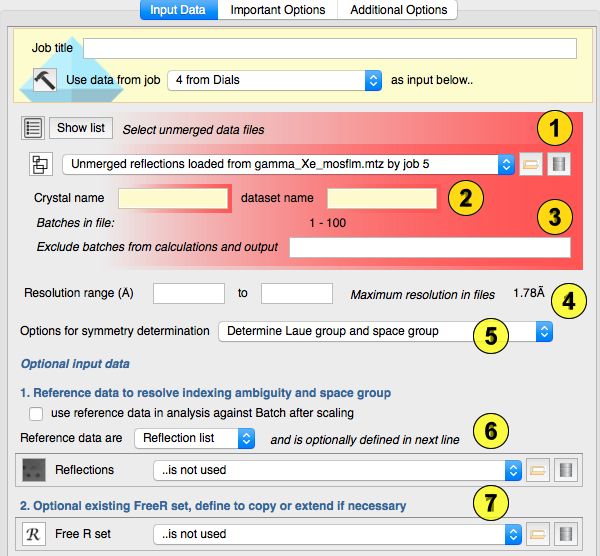 Input Data Important Options Additional Options
Job title
Use data from job 4 from Dials as input below..
Show list Select unmerged data files 1
Unmerged reflections loaded from gamma_Xe_mosflm.mtz by job 5
Crystal name dataset name 2
Batches in file: 1 - 100 3
Exclude batches from calculations and output
Resolution range (A) to Maximum resolution in files 1.78Ã 4
Options for symmetry determination Determine Laue group and space group 5
Optional input data
1. Reference data to resolve indexing ambiguity and space group
use reference data in analysis against Batch after scaling
Reference data are Reflection list and is optionally defined in next line 6
Reflections ..is not used
2. Optional existing FreeR set, define to copy or extend if necessary 7
R Free R set ..is not used